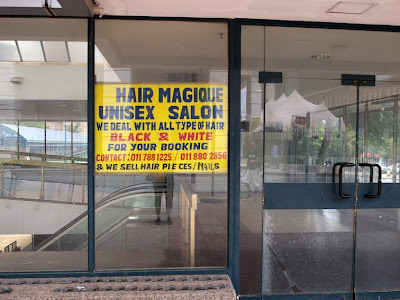 HAIR MAGIQUE
UNISEX SALON
WE DEAL WITH ALL TYPE OF HAIR
BLACK & WHITE
FOR YOUR BOOKING
CONTACT: 011 788 1225 / 011 880 2856
& WE SELL HAIR PIECES/NAILS